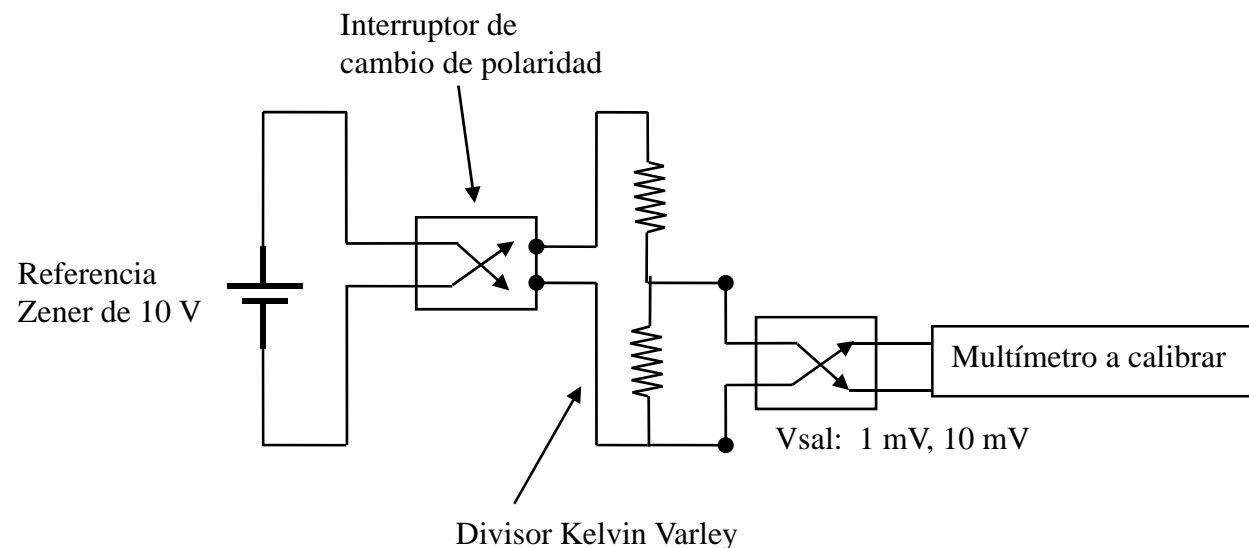 Interruptor de
cambio de polaridad
Referencia
Zener de 10 V
Multímetro a calibrar
Vsal: 1 mV, 10 mV
Divisor Kelvin Varley